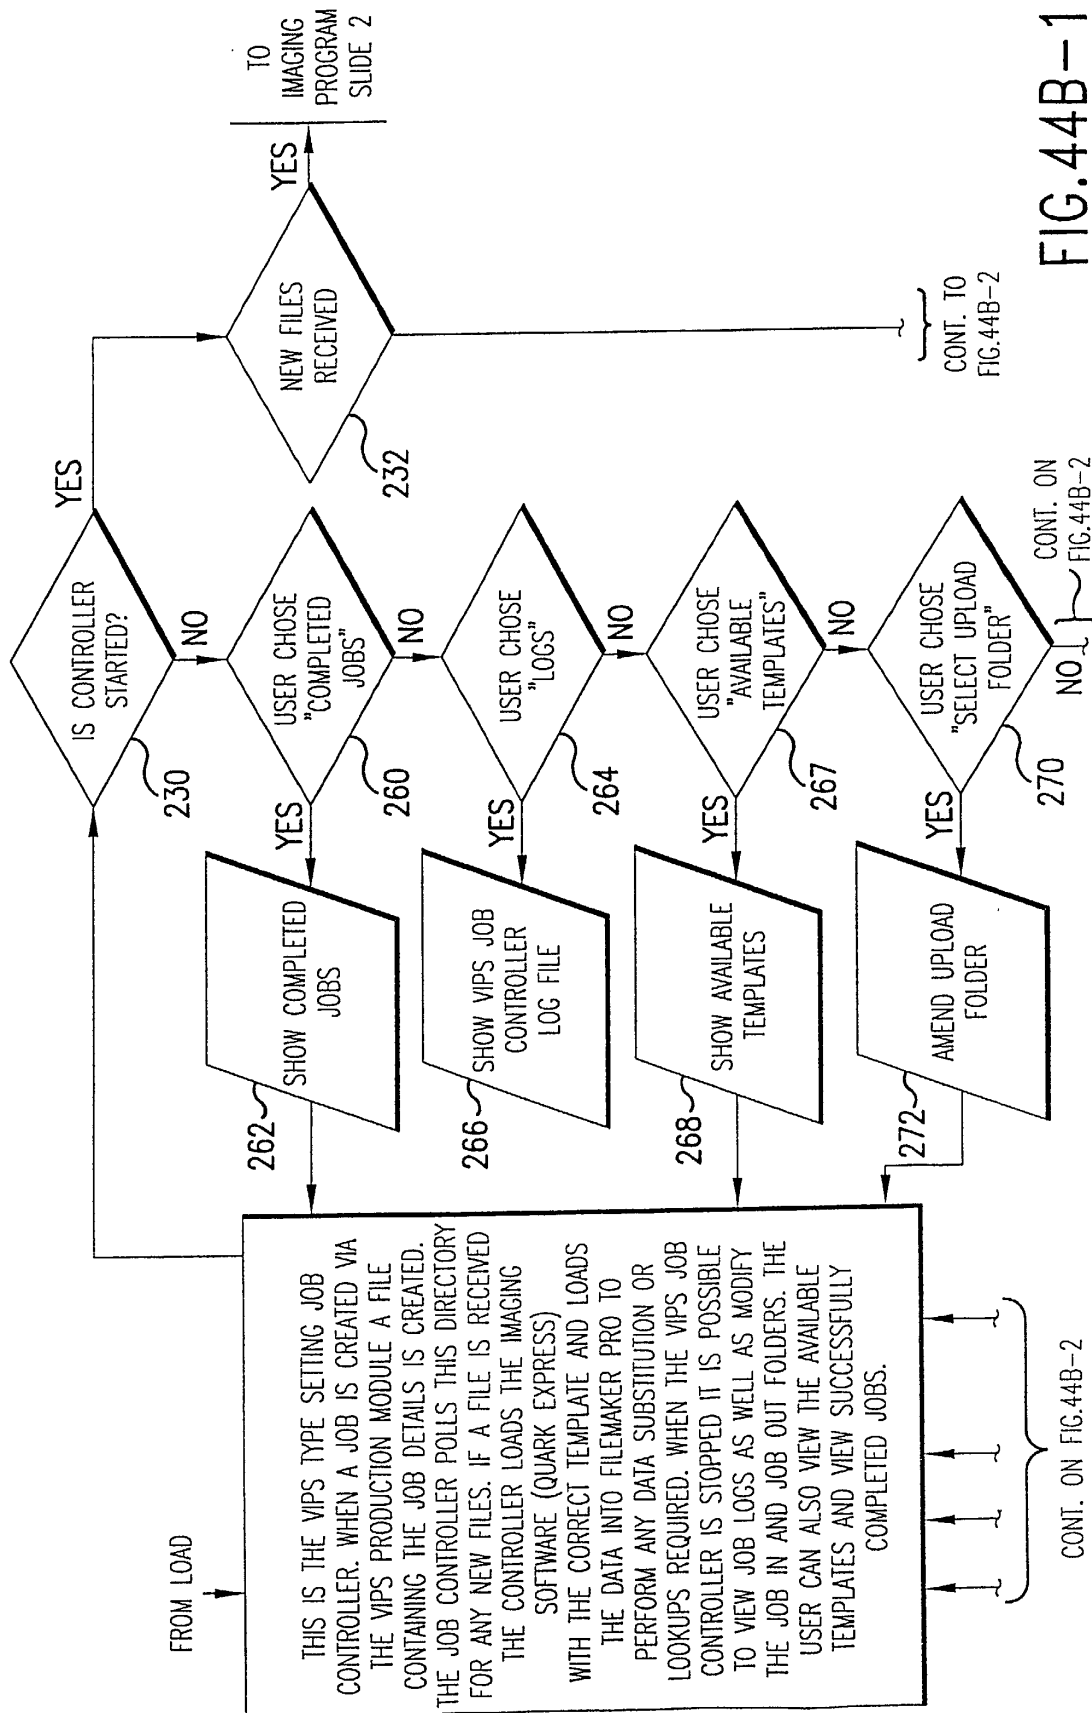 FROM LOAD
THIS IS THE VIPS TYPE SETTING JOB
CONTROLLER. WHEN A JOB IS CREATED VIA
THE VIPS PRODUCTION MODULE A FILE
CONTAINING THE JOB DETAILS IS CREATED.
THE JOB CONTROLLER POLLS THIS DIRECTORY
FOR ANY NEW FILES. IF A FILE IS RECEIVED
THE CONTROLLER LOADS THE IMAGING
SOFTWARE (QUARK EXPRESS)
WITH THE CORRECT TEMPLATE AND LOADS
THE DATA INTO FILEMAKER PRO TO
PERFORM ANY DATA SUBSTITUTION OR
LOOKUPS REQUIRED. WHEN THE VIPS JOB
CONTROLLER IS STOPPED IT IS POSSIBLE
TO VIEW JOB LOGS AS WELL AS MODIFY
THE JOB IN AND JOB OUT FOLDERS. THE
USER CAN ALSO VIEW THE AVAILABLE
TEMPLATES AND VIEW SUCCESSFULLY
COMPLETED JOBS.
CONT. ON FIG.44B-2
262
SHOW COMPLETED
JOBS
266
SHOW VIPS JOB
CONTROLLER
LOG FILE
268
SHOW AVAILABLE
TEMPLATES
272
AMEND UPLOAD
FOLDER
YES
YES
YES
YES
IS CONTROLLER
STARTED?
230
YES
NO
USER CHOSE
"COMPLETED
JOBS"
260
NO
USER CHOSE
"LOGS"
264
NO
USER CHOSE
"AVAILABLE
TEMPLATES"
267
NO
USER CHOSE
"SELECT UPLOAD
FOLDER"
270
NO
CONT. ON
FIG.44B-2
NEW FILES
RECEIVED
232
YES
TO
IMAGING
PROGRAM
SLIDE 2
CONT. TO
FIG.44B-2
FIG.44B-1